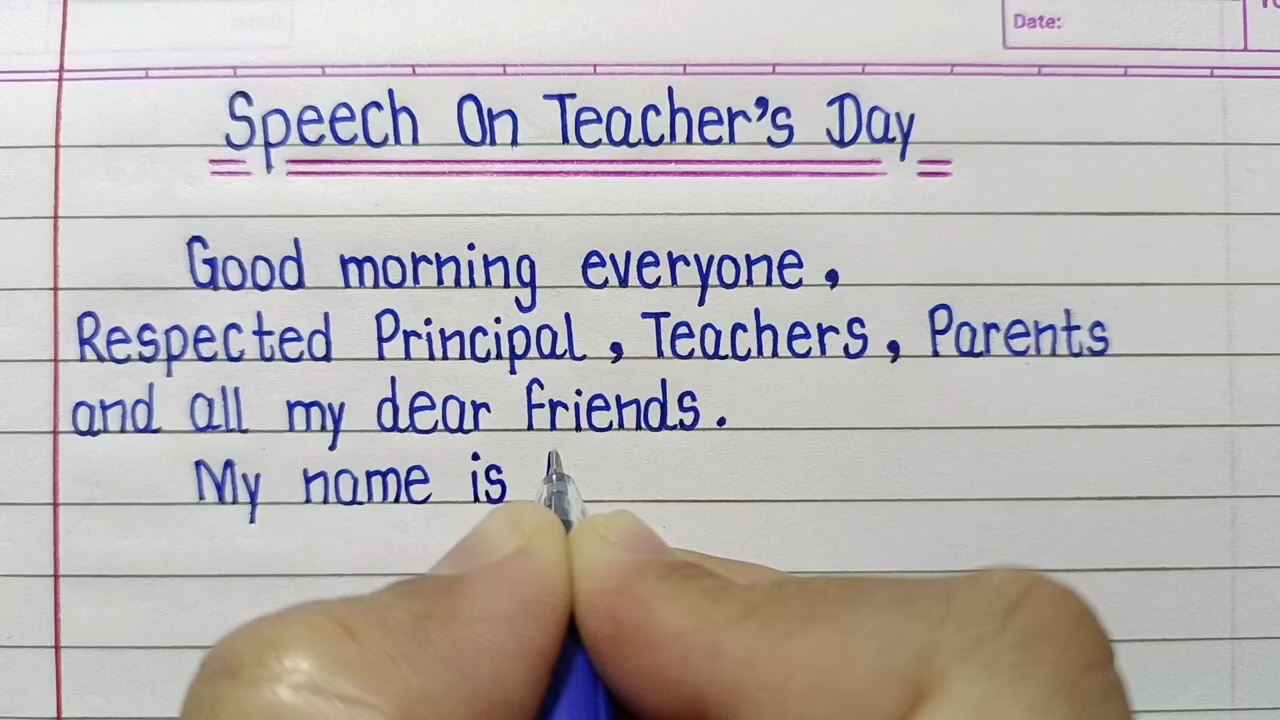 Date:
Speech On Teacher's Day
Good morning everyone,
Respected Principal, Teachers, Parents
and all my dear friends.
My name is